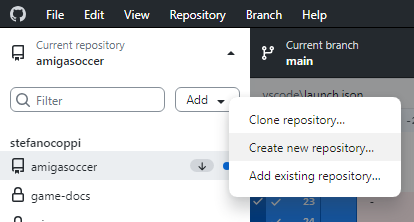 File Edit View Repository Branch Help
Current repository
amigasoccer
Current branch
main
Filter
Add
.vscode\launch.json
Clone repository...
Create new repository...
Add existing repository...
stefanocoppi
amigasoccer
game-docs
23
24